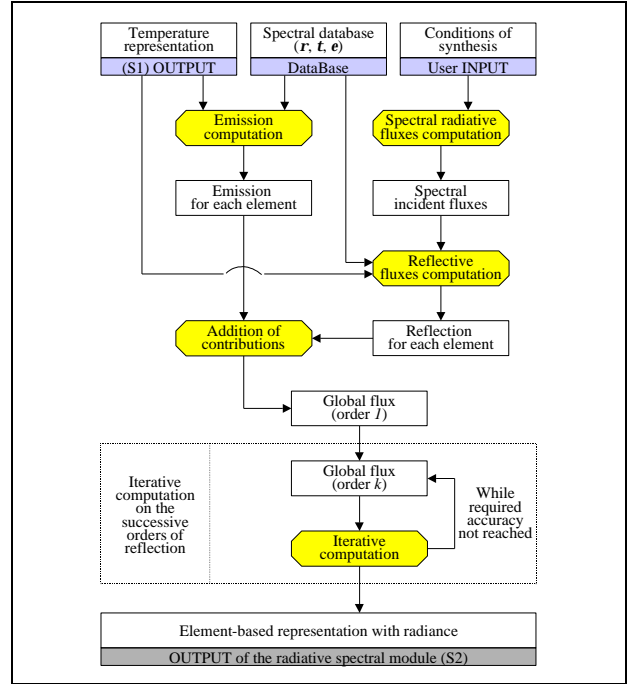 Temperature
representation
(S1) OUTPUT
Spectral database
(r, t, e)
DataBase
Conditions of
synthesis
User INPUT
Emission
computation
Spectral radiative
fluxes computation
Emission
for each element
Spectral
incident fluxes
Reflective
fluxes computation
Addition of
contributions
Reflection
for each element
Global flux
(order 1)
Iterative
computation
on the
successive
orders of
reflection
Global flux
(order k)
While
required
accuracy
not reached
Iterative
computation
Element-based representation with radiance
OUTPUT of the radiative spectral module (S2)